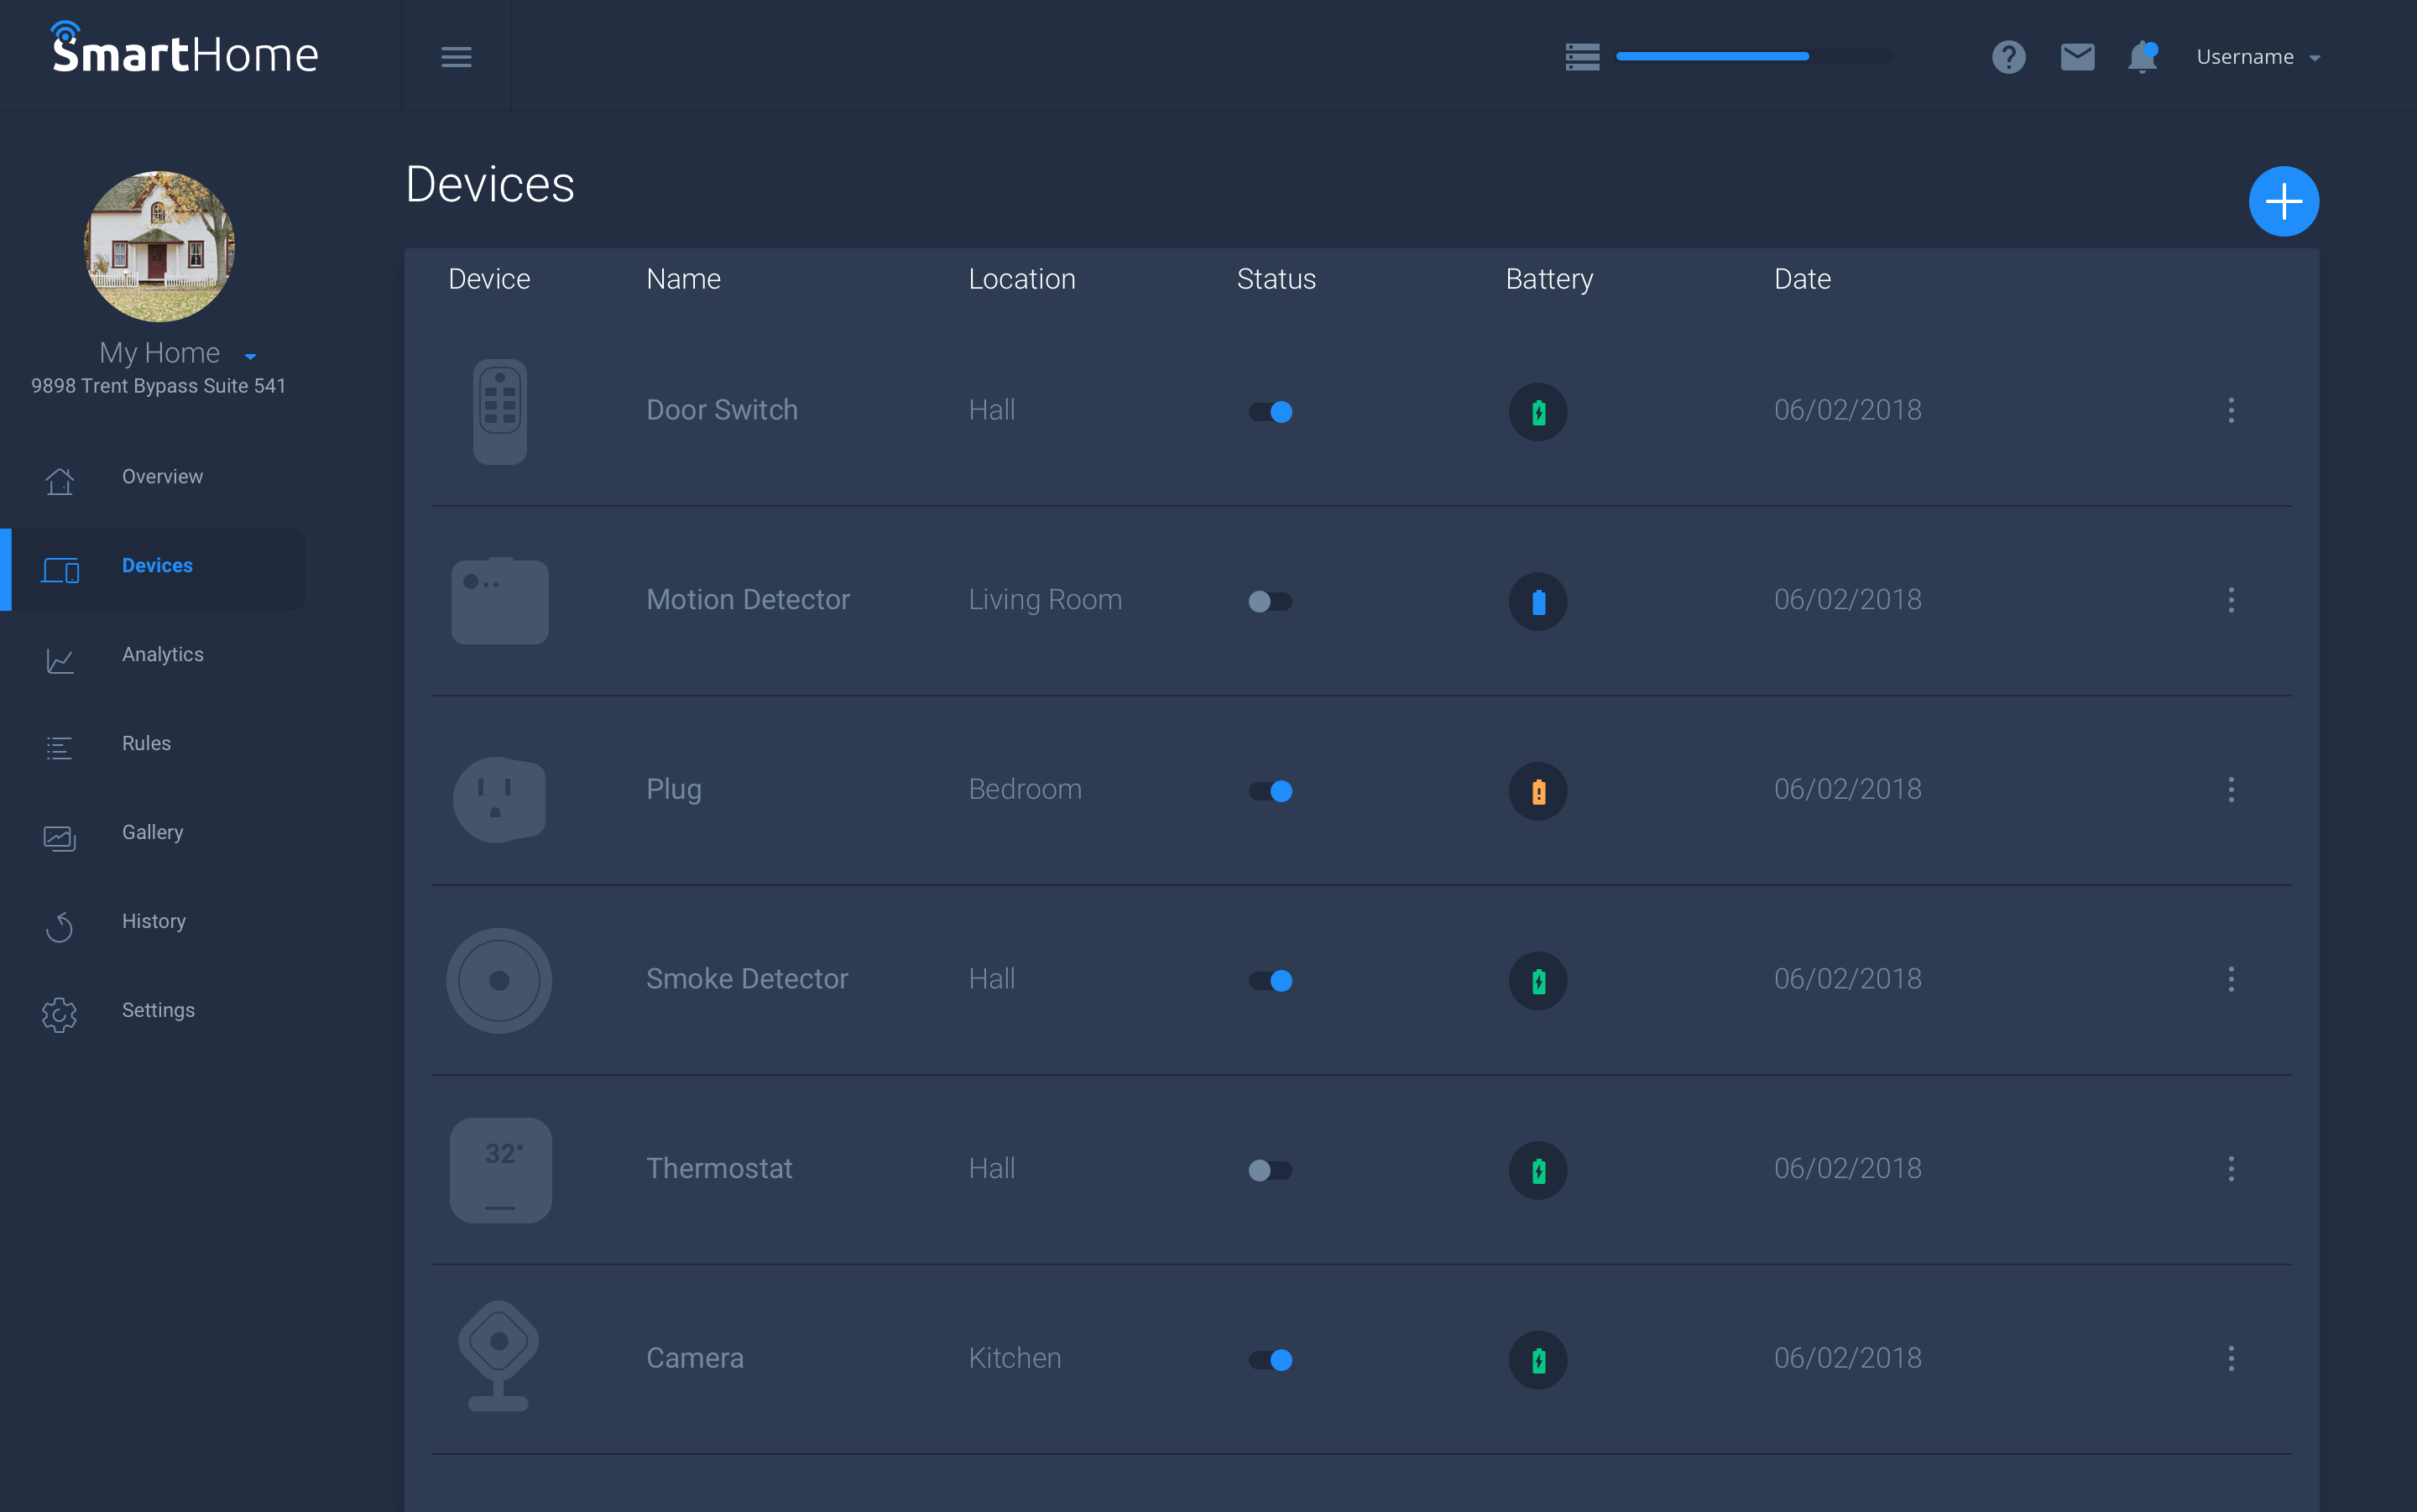 SmartHome
Username
My Home
9898 Trent Bypass Suite 541
Overview
Devices
Analytics
Rules
Gallery
History
Settings
Devices
Device Name Location Status Battery Date
Door Switch Hall 06/02/2018
Motion Detector Living Room 06/02/2018
Plug Bedroom 06/02/2018
Smoke Detector Hall 06/02/2018
32°
Thermostat Hall 06/02/2018
Camera Kitchen 06/02/2018